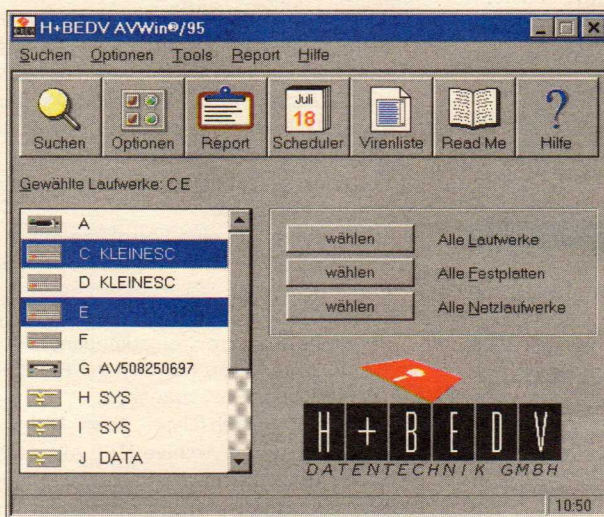 H+BEDV AVWin®/95
Suchen Optionen Tools Report Hilfe
Juli
18
Suchen Optionen Report Scheduler Virenliste Read Me Hilfe
Gewählte Laufwerke: C E
A
C KLEINESC
D KLEINESC
E
F
G AV508250697
H SYS
I SYS
J DATA
wählen Alle Laufwerke
wählen Alle Festplatten
wählen Alle Netzlaufwerke
H+BEDV
DATENTECHNIK GMBH
10:50